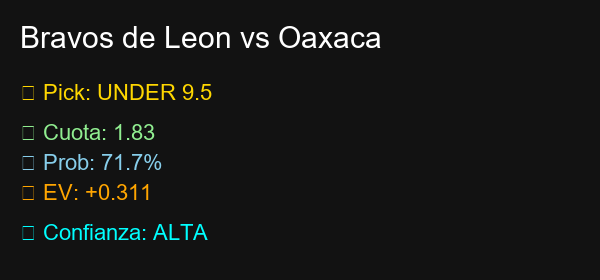 Bravos de Leon vs Oaxaca
Pick: UNDER 9.5
Cuota: 1.83
Prob: 71.7%
EV: +0.311
Confianza: ALTA